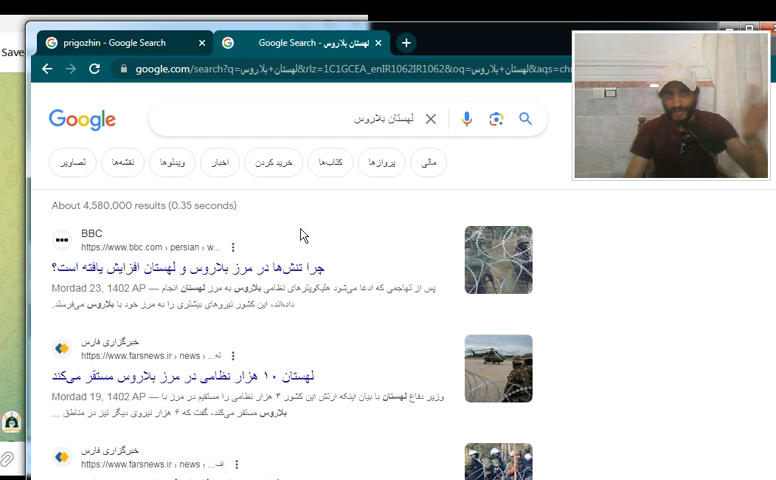 Save
prigozhin - Google Search
لهستان بلاروس - Google Search
google.com/search?q=لهستان+بلاروس&rlz=1C1GCEA_enIR1062IR1062&oq=لهستان+بلاروس&aqs=chr
Google
لهستان بلاروس
تصاویر
نقشه‌ها
ویدئوها
اخبار
خرید کردن
کتاب‌ها
پروازها
مالی
About 4,580,000 results (0.35 seconds)
BBC
https://www.bbc.com › persian › w...
چرا تنش‌ها در مرز بلاروس و لهستان افزایش یافته است؟
Mordad 23, 1402 AP — پس از تهاجمی که ادعا می‌شود هلیکوپترهای نظامی بلاروس به مرز لهستان انجام
داده‌اند، این کشور نیروهای بیشتری را به مرز خود با بلاروس می‌فرستد.
خبرگزاری فارس
https://www.farsnews.ir › news › له...
لهستان ۱۰ هزار نظامی در مرز بلاروس مستقر می‌کند
Mordad 19, 1402 AP — وزیر دفاع لهستان با بیان اینکه ارتش این کشور ۴ هزار نظامی را مستقیم در مرز با
بلاروس مستقر می‌کند، گفت که ۶ هزار نیروی دیگر نیز در مناطق ...
خبرگزاری فارس
https://www.farsnews.ir › news › اف...